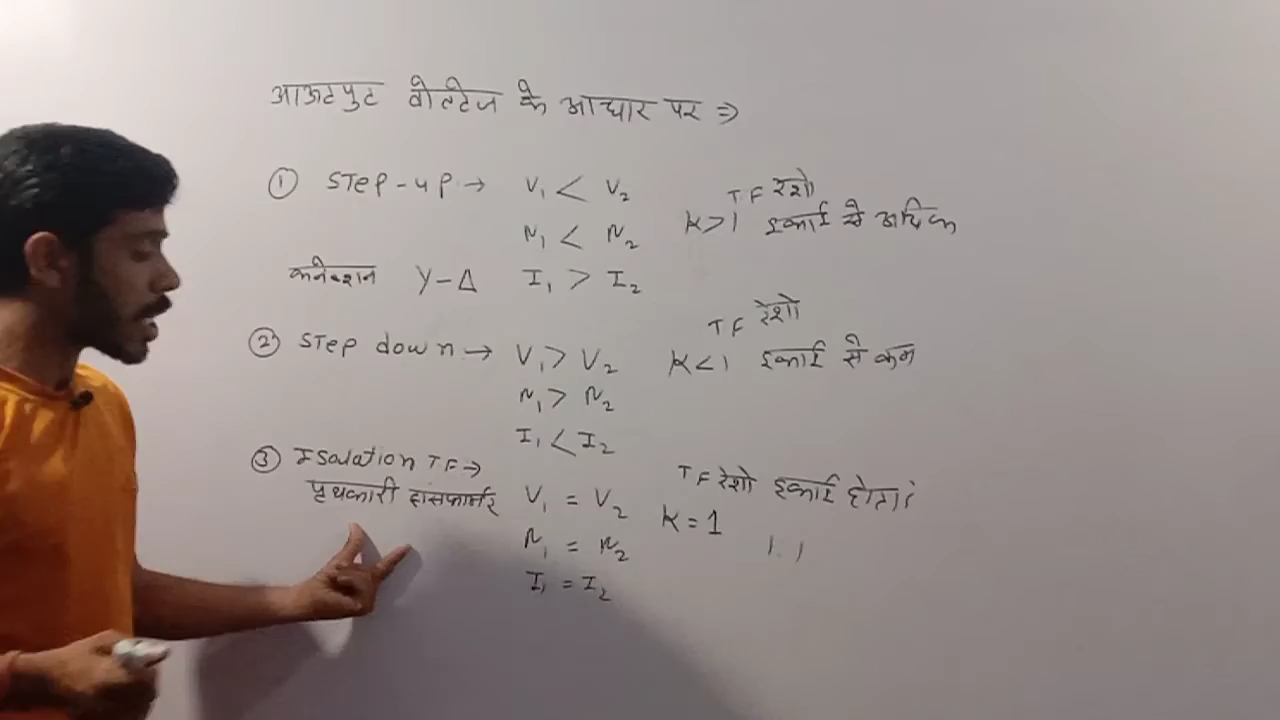 आऊटपुट वोल्टेज के आधार पर ⇒
① Step-up → V₁ < V₂
N₁ < N₂
TF रेशो
K>1 इकाई से अधिक
कनेक्शन Y-Δ I₁ > I₂
② Step down → V₁ > V₂
N₁ > N₂
I₁ < I₂
TF रेशो
K<1 इकाई से कम
③ Isolation TF →
पृथकारी ट्रांसफार्मर V₁ = V₂
N₁ = N₂
I₁ = I₂
TF रेशो इकाई होता
K = 1
1:1